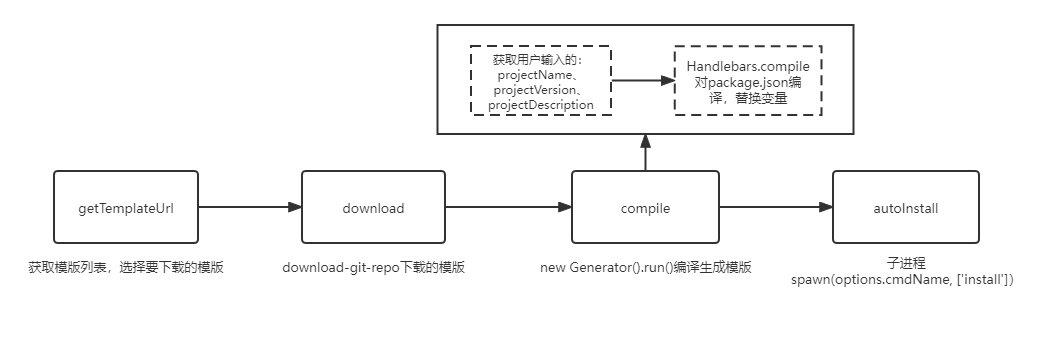 获取用户输入的：
projectName、
projectVersion、
projectDescription
Handlebars.compile
对package.json编
译，替换变量
getTemplateUrl
download
compile
autoInstall
获取模版列表，选择要下载的模版
download-git-repo下载的模版
new Generator().run()编译生成模版
子进程
spawn(options.cmdName, ['install'])